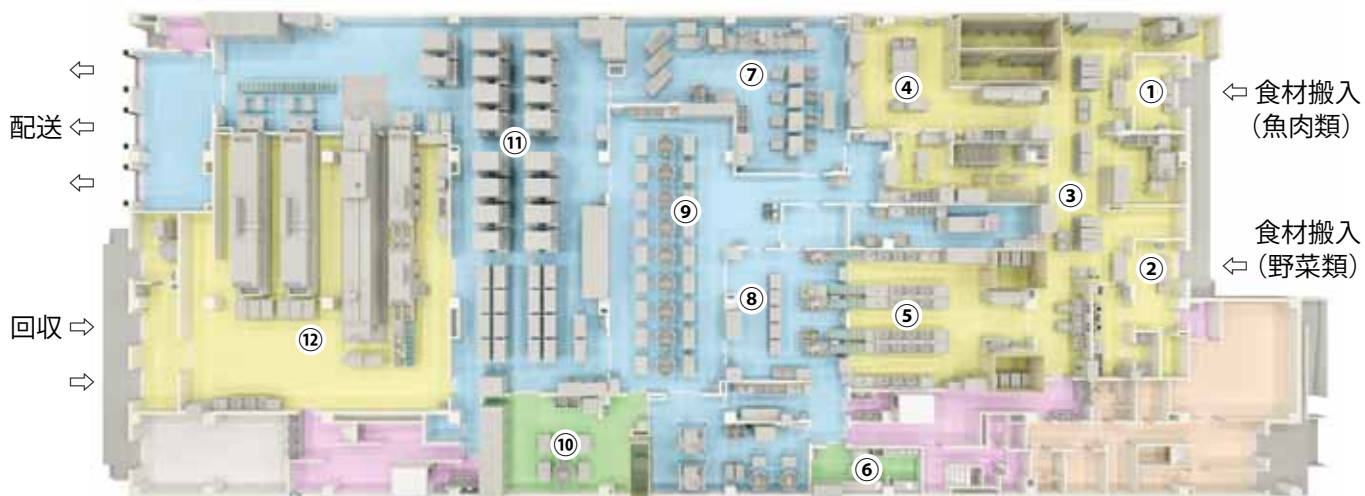 ⑦
④
①
⇦ 食材搬入
(魚肉類)
配送
⑪
③
⑨
食材搬入
⇦ (野菜類)
②
⑧
⑤
回収
⑫
⑩
⑥